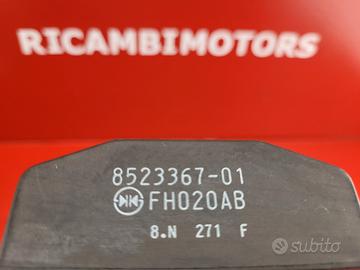 RICAMBIMOTORS
8523367-01
FH020AB
8.N 271 F
subito